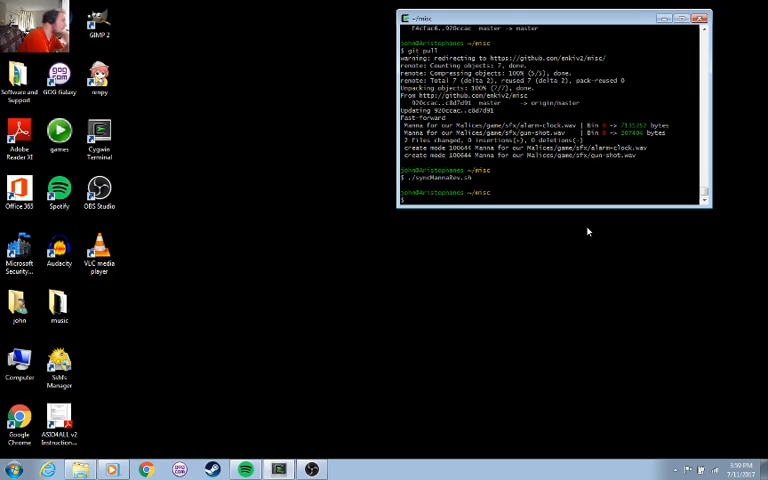 GIMP 2
Software and
Support
GOG Galaxy
renpy
Adobe
Reader XI
games
Cygwin
Terminal
Office 365
Spotify
OBS Studio
Microsoft
Security...
Audacity
VLC media
player
john
music
Computer
Sshfs
Manager
Google
Chrome
ASIO4ALL v2
Instruction...
~/misc
f4cfac6..920ccac  master -> master
john@Aristophanes ~/misc
$ git pull
warning: redirecting to https://github.com/enkiv2/misc/
remote: Counting objects: 7, done.
remote: Compressing objects: 100% (5/5), done.
remote: Total 7 (delta 2), reused 7 (delta 2), pack-reused 0
Unpacking objects: 100% (7/7), done.
From http://github.com/enkiv2/misc
920ccac..c8d7d91  master     -> origin/master
Updating 920ccac..c8d7d91
Fast-forward
Manna for our Malices/game/sfx/alarm-clock.wav | Bin 0 -> 7135252 bytes
Manna for our Malices/game/sfx/gun-shot.wav    | Bin 0 -> 207494 bytes
2 files changed, 0 insertions(+), 0 deletions(-)
create mode 100644 Manna for our Malices/game/sfx/alarm-clock.wav
create mode 100644 Manna for our Malices/game/sfx/gun-shot.wav
john@Aristophanes ~/misc
$ ./syncMannaRev.sh
john@Aristophanes ~/misc
$
3:59 PM
7/11/2017